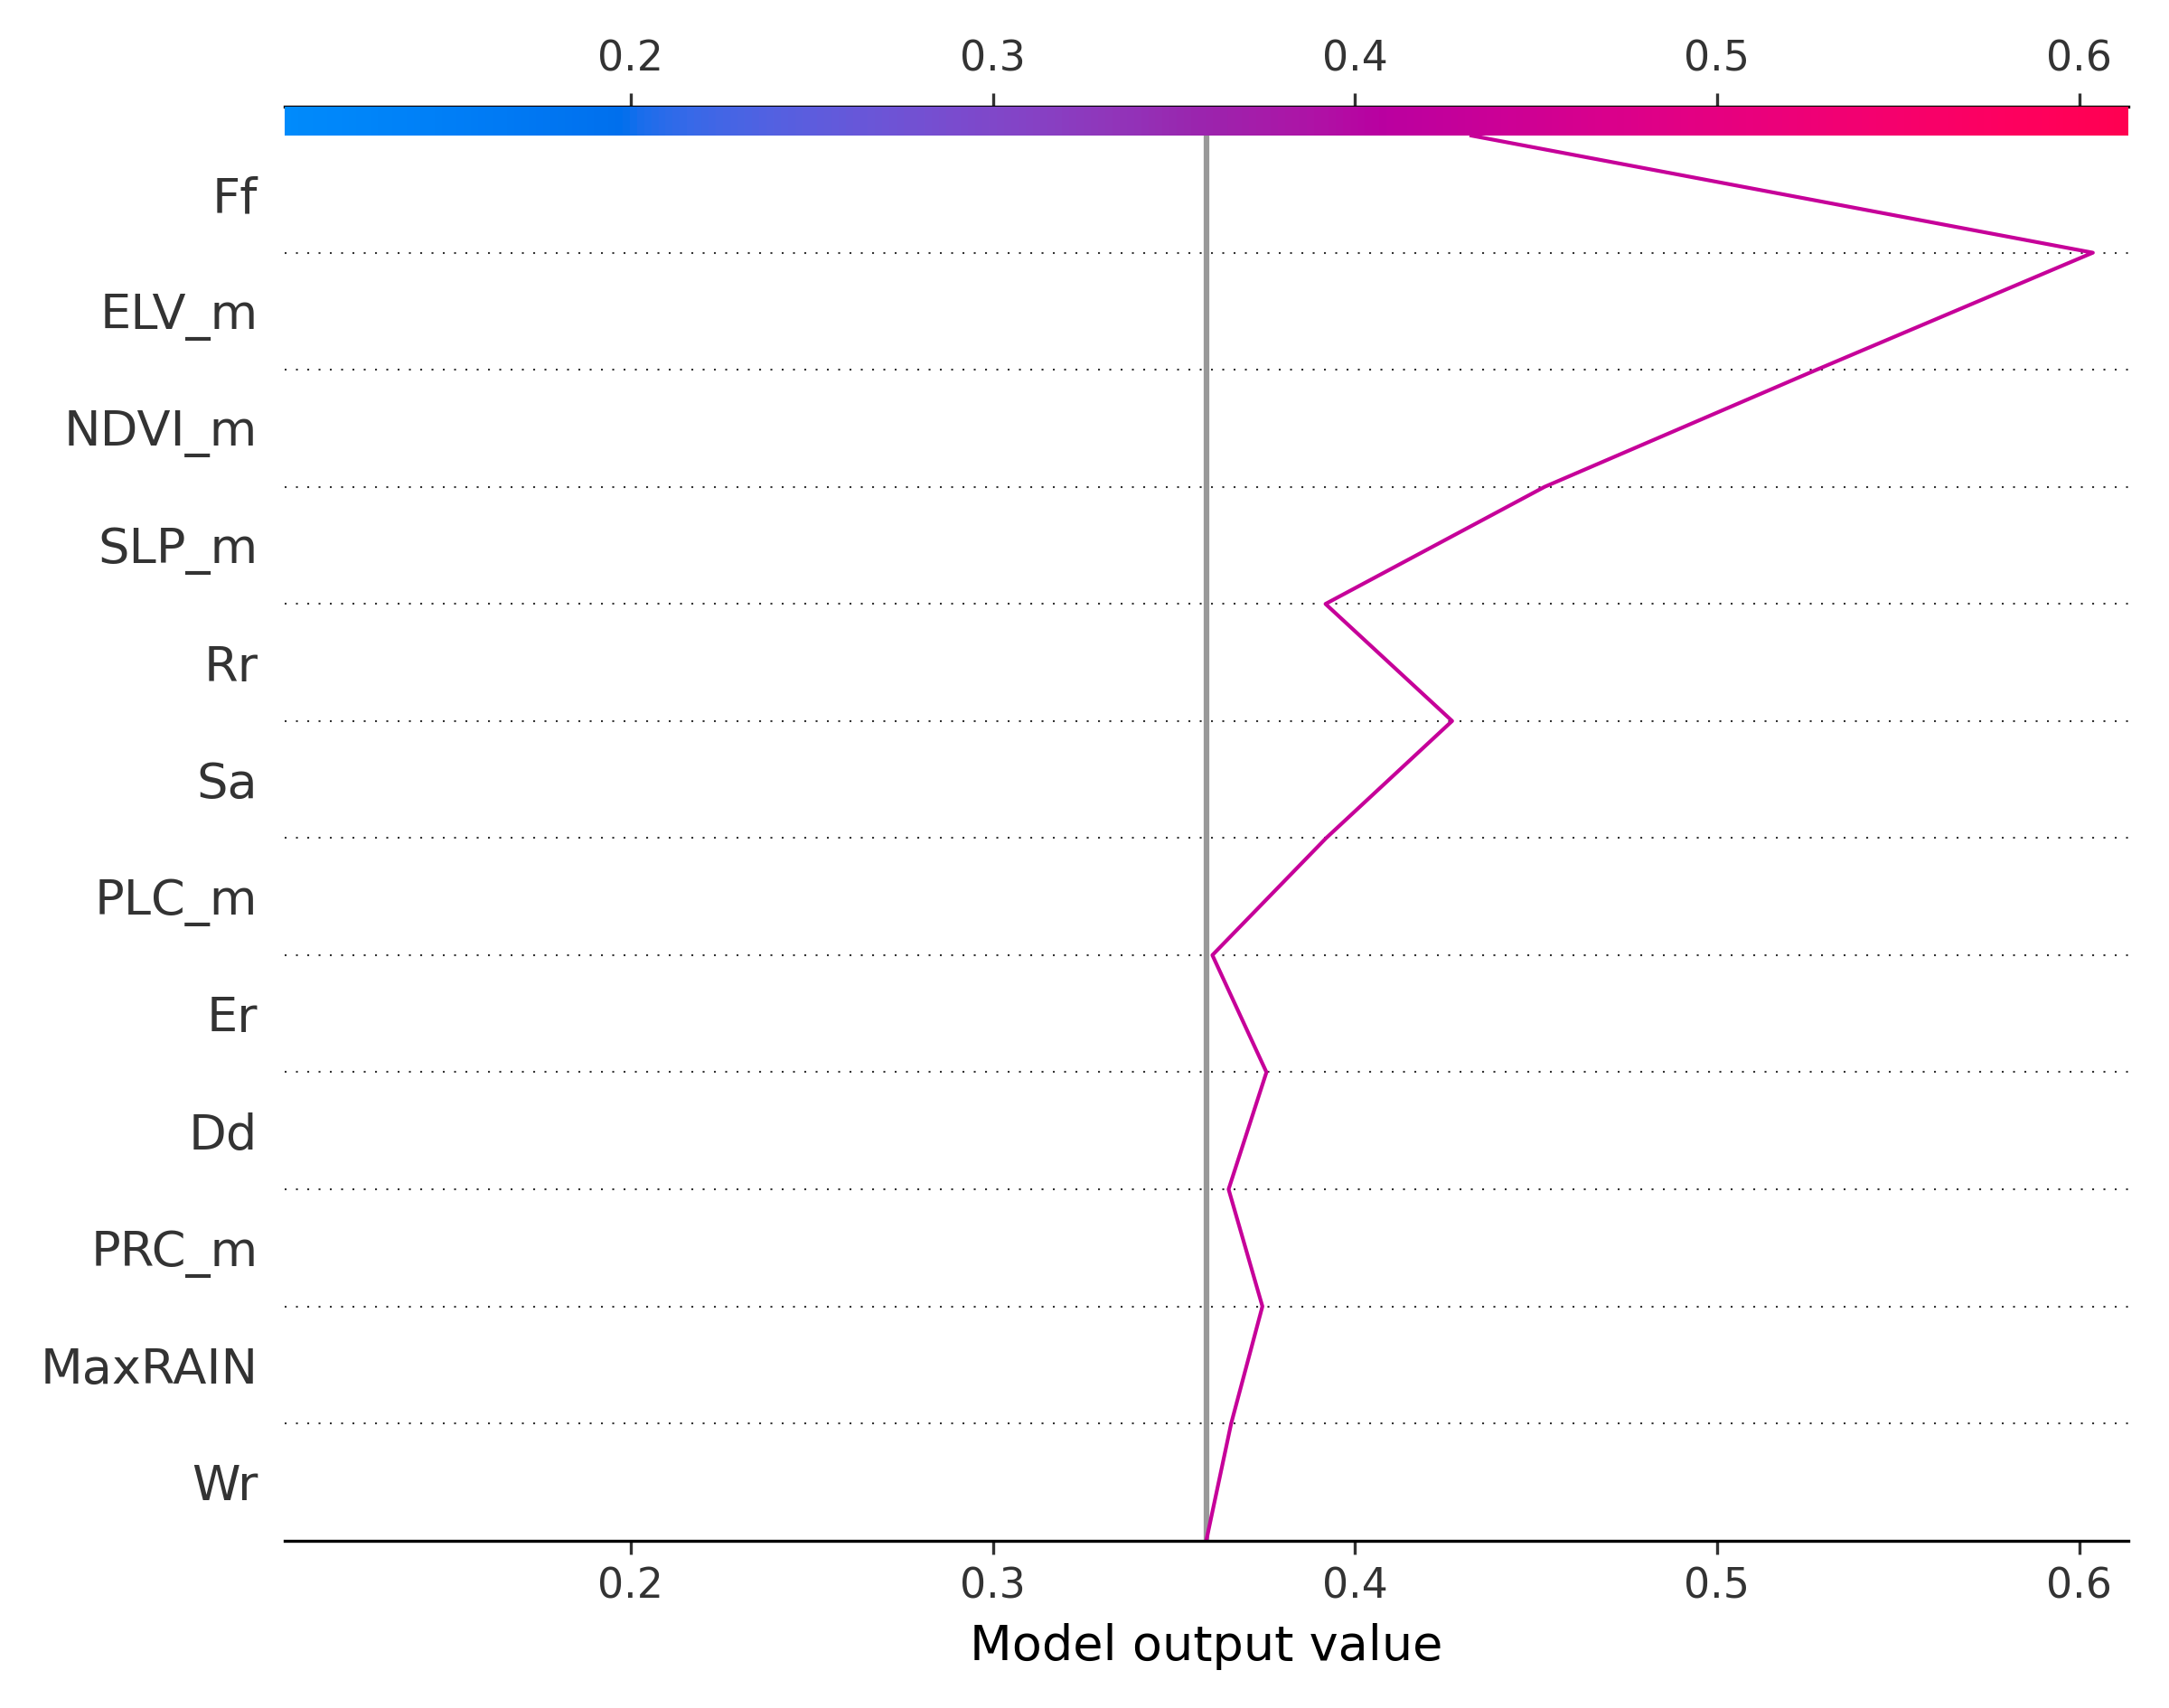 0.2 0.3 0.4 0.5 0.6
Ff
ELV_m
NDVI_m
SLP_m
Rr
Sa
PLC_m
Er
Dd
PRC_m
MaxRAIN
Wr
0.2 0.3 0.4 0.5 0.6
Model output value